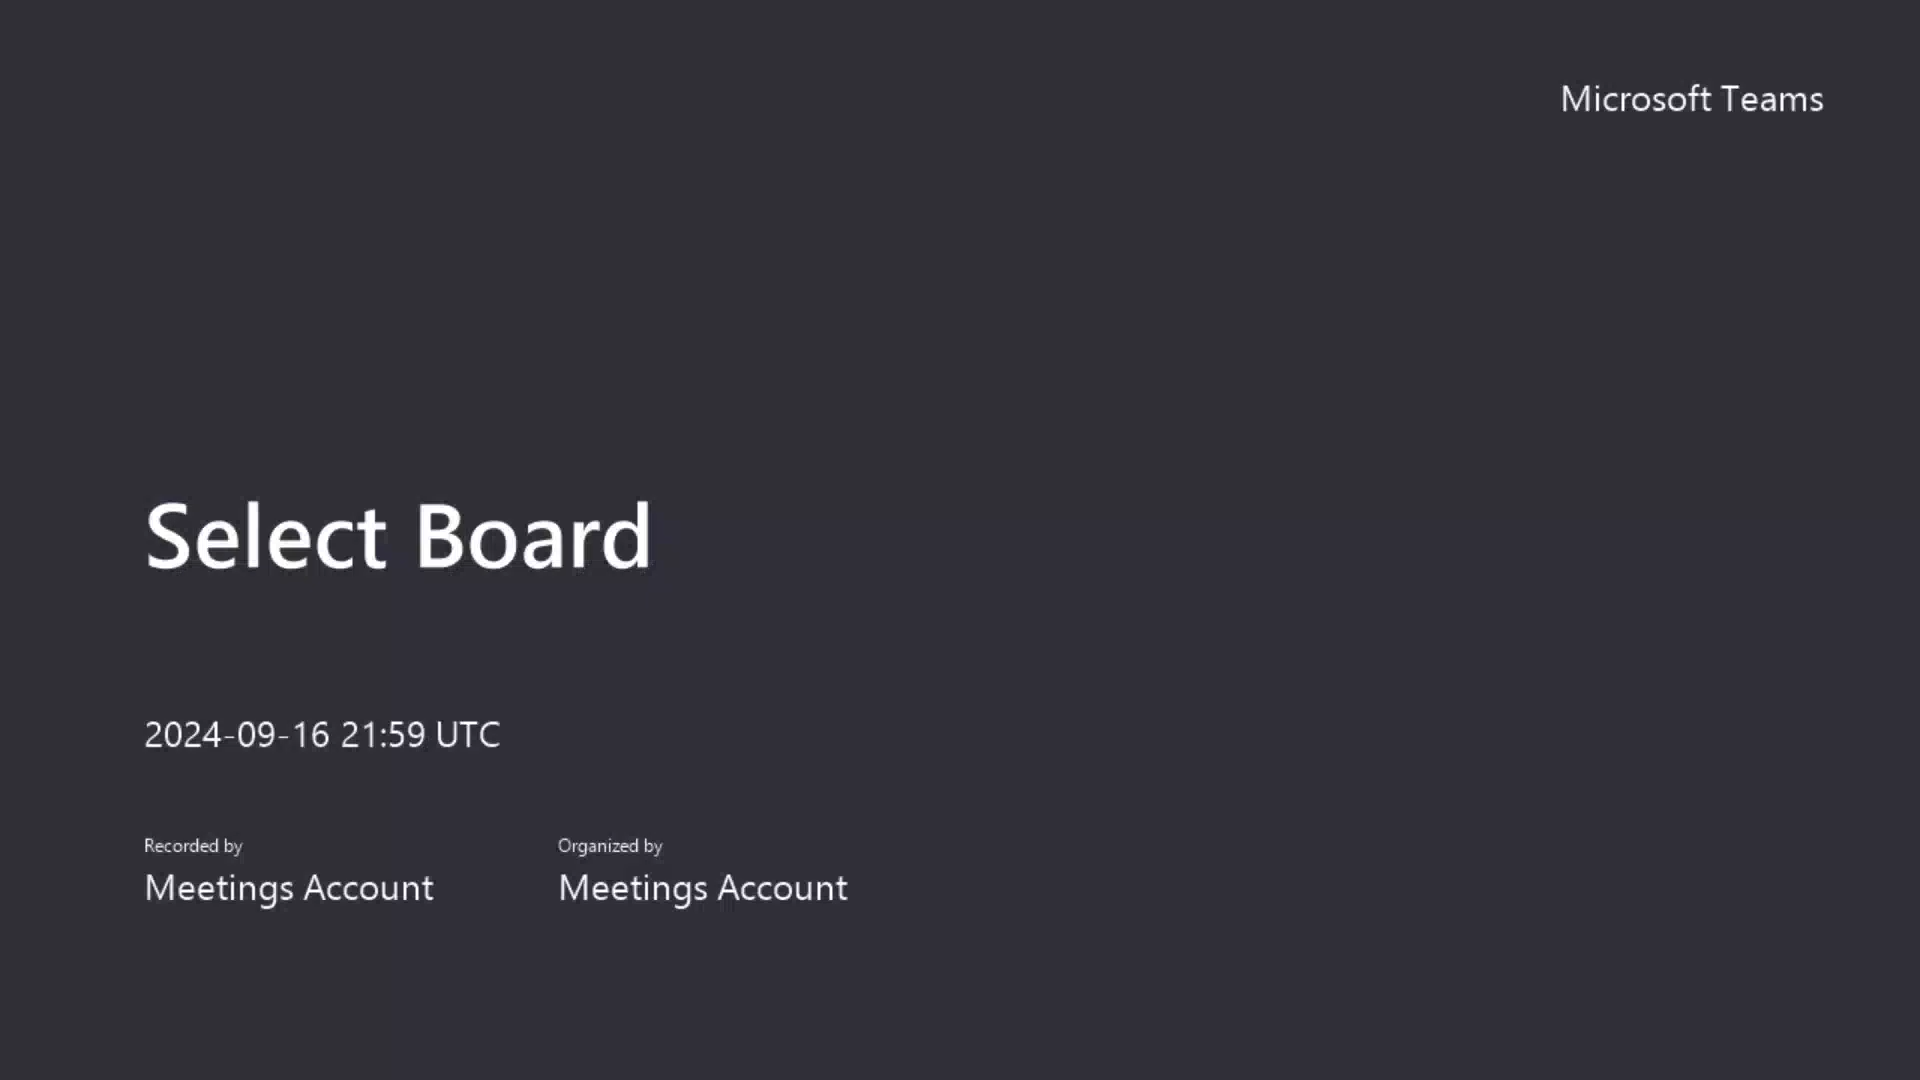 Microsoft Teams
Select Board
2024-09-16 21:59 UTC
Recorded by
Meetings Account
Organized by
Meetings Account